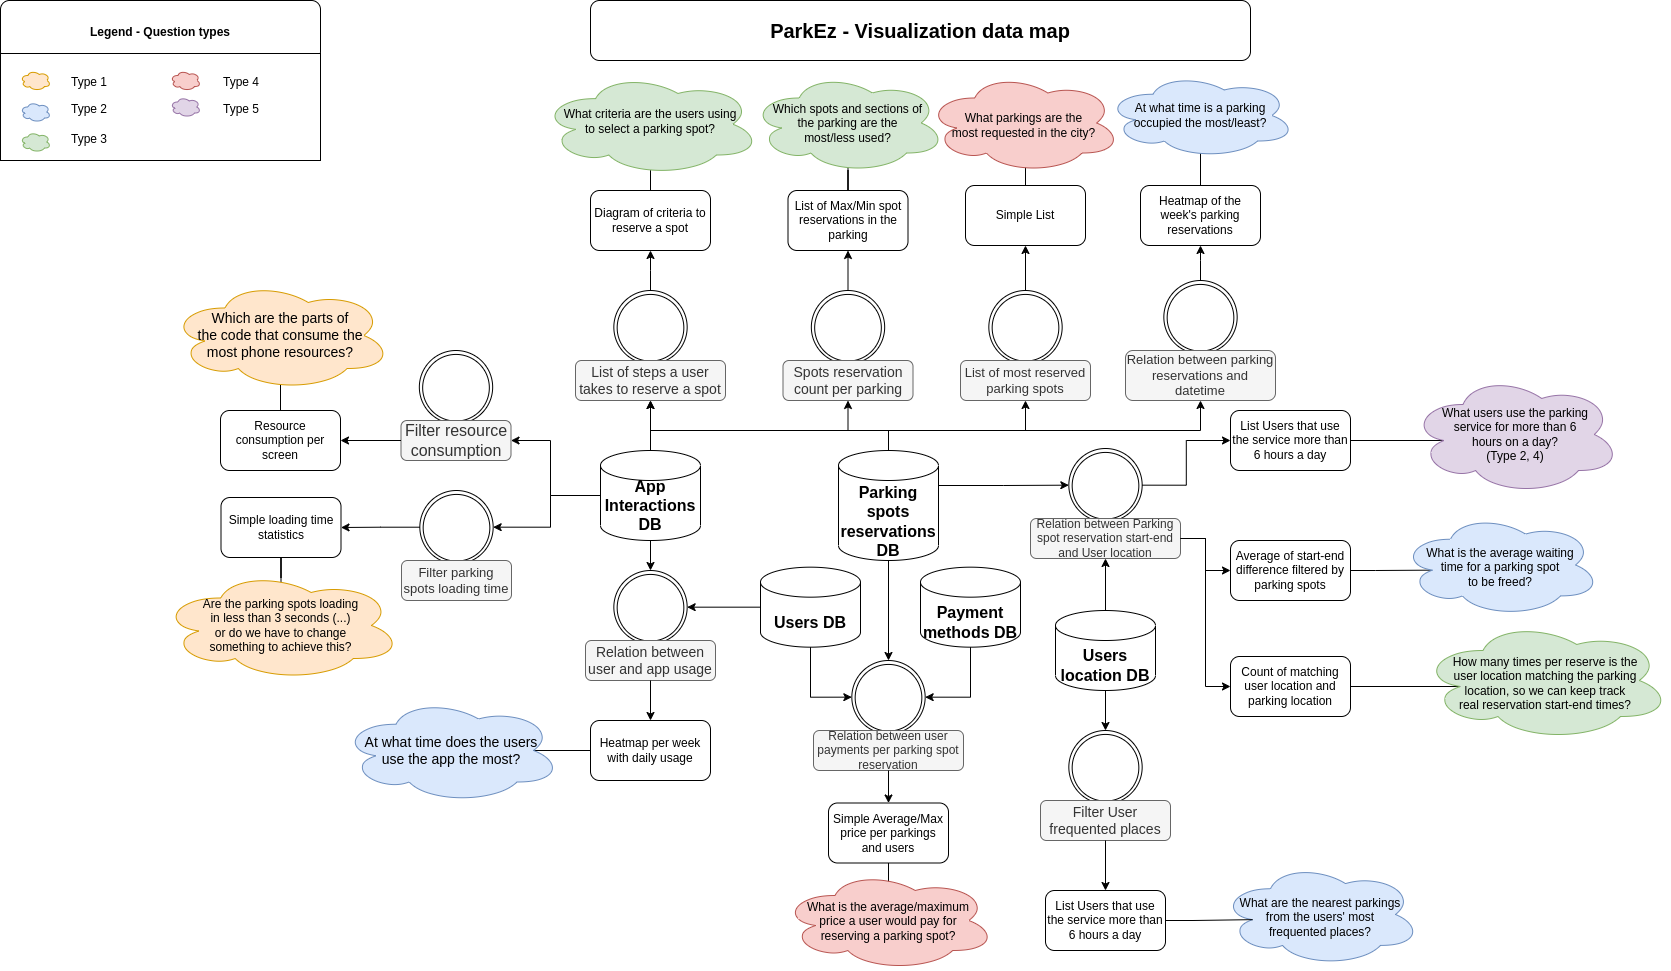 Legend - Question types
Type 1
Type 2
Type 3
Type 4
Type 5
ParkEz - Visualization data map
What criteria are the users using
to select a parking spot?
Which spots and sections of
the parking are the
most/less used?
What parkings are the
most requested in the city?
At what time is a parking
occupied the most/least?
Diagram of criteria to
reserve a spot
List of Max/Min spot
reservations in the
parking
Simple List
Heatmap of the
week's parking
reservations
List of steps a user
takes to reserve a spot
Spots reservation
count per parking
List of most reserved
parking spots
Relation between parking
reservations and
datetime
Which are the parts of
the code that consume the
most phone resources?
Resource
consumption per
screen
Filter resource
consumption
Simple loading time
statistics
Filter parking
spots loading time
Are the parking spots loading
in less than 3 seconds (...)
or do we have to change
something to achieve this?
App
Interactions
DB
Parking
spots
reservations
DB
Users DB
Payment
methods DB
Users
location DB
Relation between
user and app usage
Heatmap per week
with daily usage
At what time does the users
use the app the most?
Relation between user
payments per parking spot
reservation
Simple Average/Max
price per parkings
and users
What is the average/maximum
price a user would pay for
reserving a parking spot?
Relation between Parking
spot reservation start-end
and User location
List Users that use
the service more than
6 hours a day
What users use the parking
service for more than 6
hours on a day?
(Type 2, 4)
Average of start-end
difference filtered by
parking spots
What is the average waiting
time for a parking spot
to be freed?
Count of matching
user location and
parking location
How many times per reserve is the
user location matching the parking
location, so we can keep track
real reservation start-end times?
Filter User
frequented places
List Users that use
the service more than
6 hours a day
What are the nearest parkings
from the users' most
frequented places?